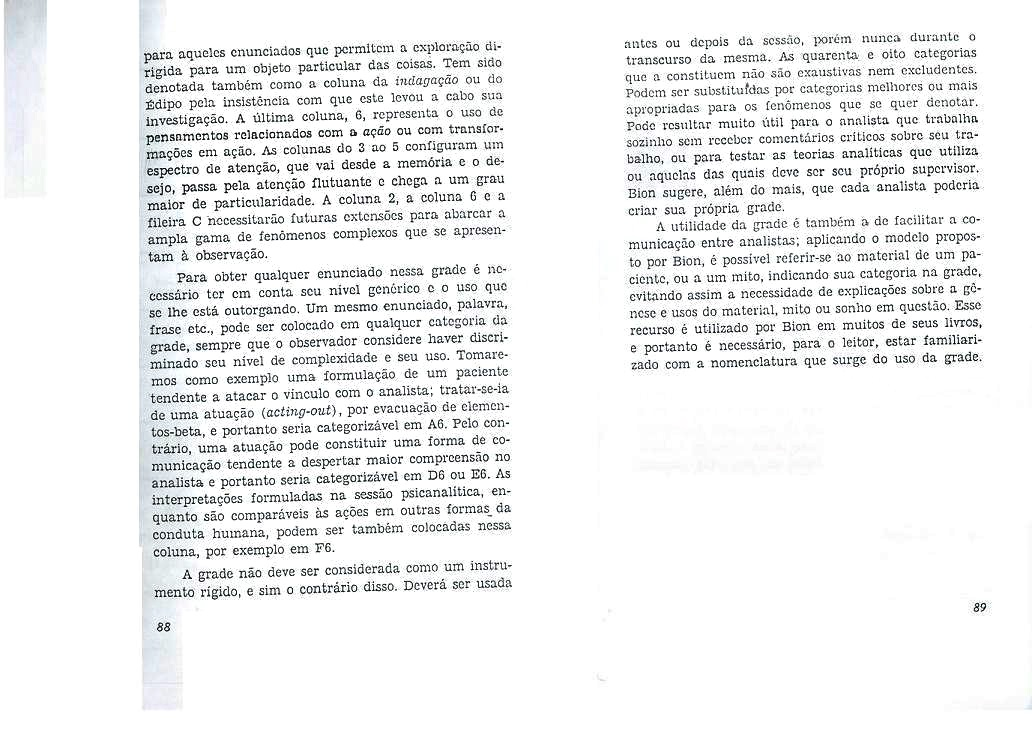 para aqueles enunciados que permitem a exploração di-
rigida para um objeto particular das coisas. Tem sido
denotada também como a coluna da indagação ou do
Édipo pela insistência com que este levou a cabo sua
investigação. A última coluna, 6, representa o uso de
pensamentos relacionados com a ação ou com transfor-
mações em ação. As colunas do 3 ao 5 configuram um
espectro de atenção, que vai desde a memória e o de-
sejo, passa pela atenção flutuante e chega a um grau
maior de particularidade. A coluna 2, a coluna 6 e a
fileira C necessitarão futuras extensões para abarcar a
ampla gama de fenômenos complexos que se apresen-
tam à observação.
Para obter qualquer enunciado nessa grade é ne-
cessário ter em conta seu nível genérico e o uso que
se lhe está outorgando. Um mesmo enunciado, palavra,
frase etc., pode ser colocado em qualquer categoria da
grade, sempre que o observador considere haver discri-
minado seu nível de complexidade e seu uso. Tomare-
mos como exemplo uma formulação de um paciente
tendente a atacar o vínculo com o analista; tratar-se-ia
de uma atuação (acting-out), por evacuação de elemen-
tos-beta, e portanto seria categorizável em A6. Pelo con-
trário, uma atuação pode constituir uma forma de co-
municação tendente a despertar maior compreensão no
analista e portanto seria categorizável em D6 ou E6. As
interpretações formuladas na sessão psicanalítica, en-
quanto são comparáveis às ações em outras formas da
conduta humana, podem ser também colocadas nessa
coluna, por exemplo em F6.
A grade não deve ser considerada como um instru-
mento rígido, e sim o contrário disso. Deverá ser usada
88
antes ou depois da sessão, porém nunca durante o
transcurso da mesma. As quarenta e oito categorias
que a constituem não são exaustivas nem excludentes.
Podem ser substituídas por categorias melhores ou mais
apropriadas para os fenômenos que se quer denotar.
Pode resultar muito útil para o analista que trabalha
sozinho sem receber comentários críticos sobre seu tra-
balho, ou para testar as teorias analíticas que utiliza
ou aquelas das quais deve ser seu próprio supervisor.
Bion sugere, além do mais, que cada analista poderia
criar sua própria grade.
A utilidade da grade é também a de facilitar a co-
municação entre analistas; aplicando o modelo propos-
to por Bion, é possível referir-se ao material de um pa-
ciente, ou a um mito, indicando sua categoria na grade,
evitando assim a necessidade de explicações sobre a gê-
nese e usos do material, mito ou sonho em questão. Esse
recurso é utilizado por Bion em muitos de seus livros,
e portanto é necessário, para o leitor, estar familiari-
zado com a nomenclatura que surge do uso da grade.
89